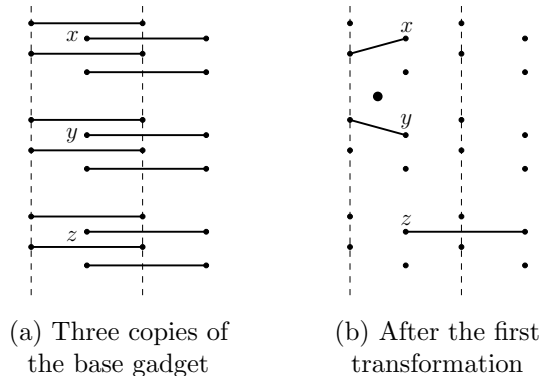 x
y
z
x
y
z
(a) Three copies of
the base gadget
(b) After the first
transformation